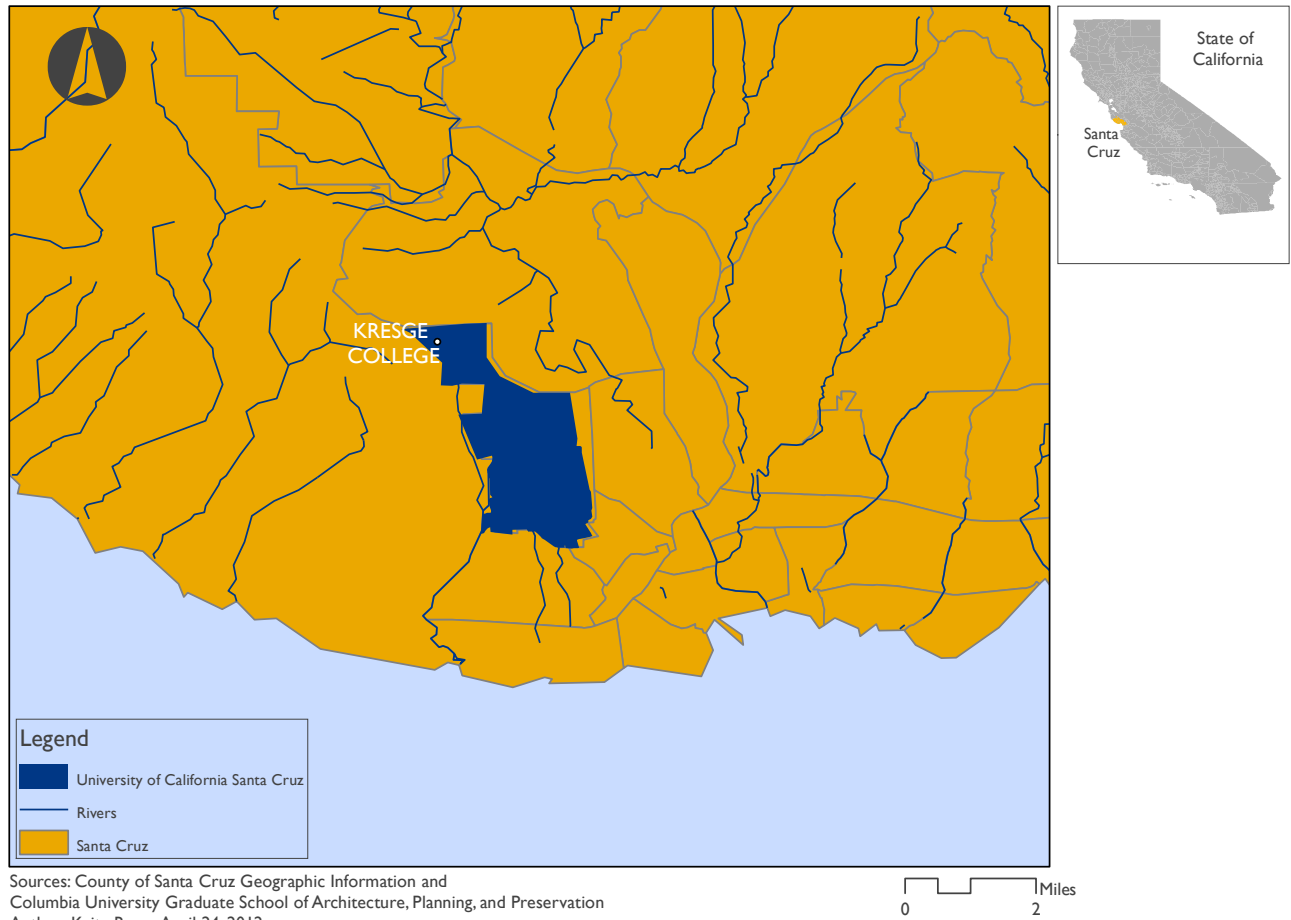 State of
California
Santa
Cruz
KRESGE
COLLEGE
Legend
University of California Santa Cruz
Rivers
Santa Cruz
Sources: County of Santa Cruz Geographic Information and
Columbia University Graduate School of Architecture, Planning, and Preservation
Miles
0 2